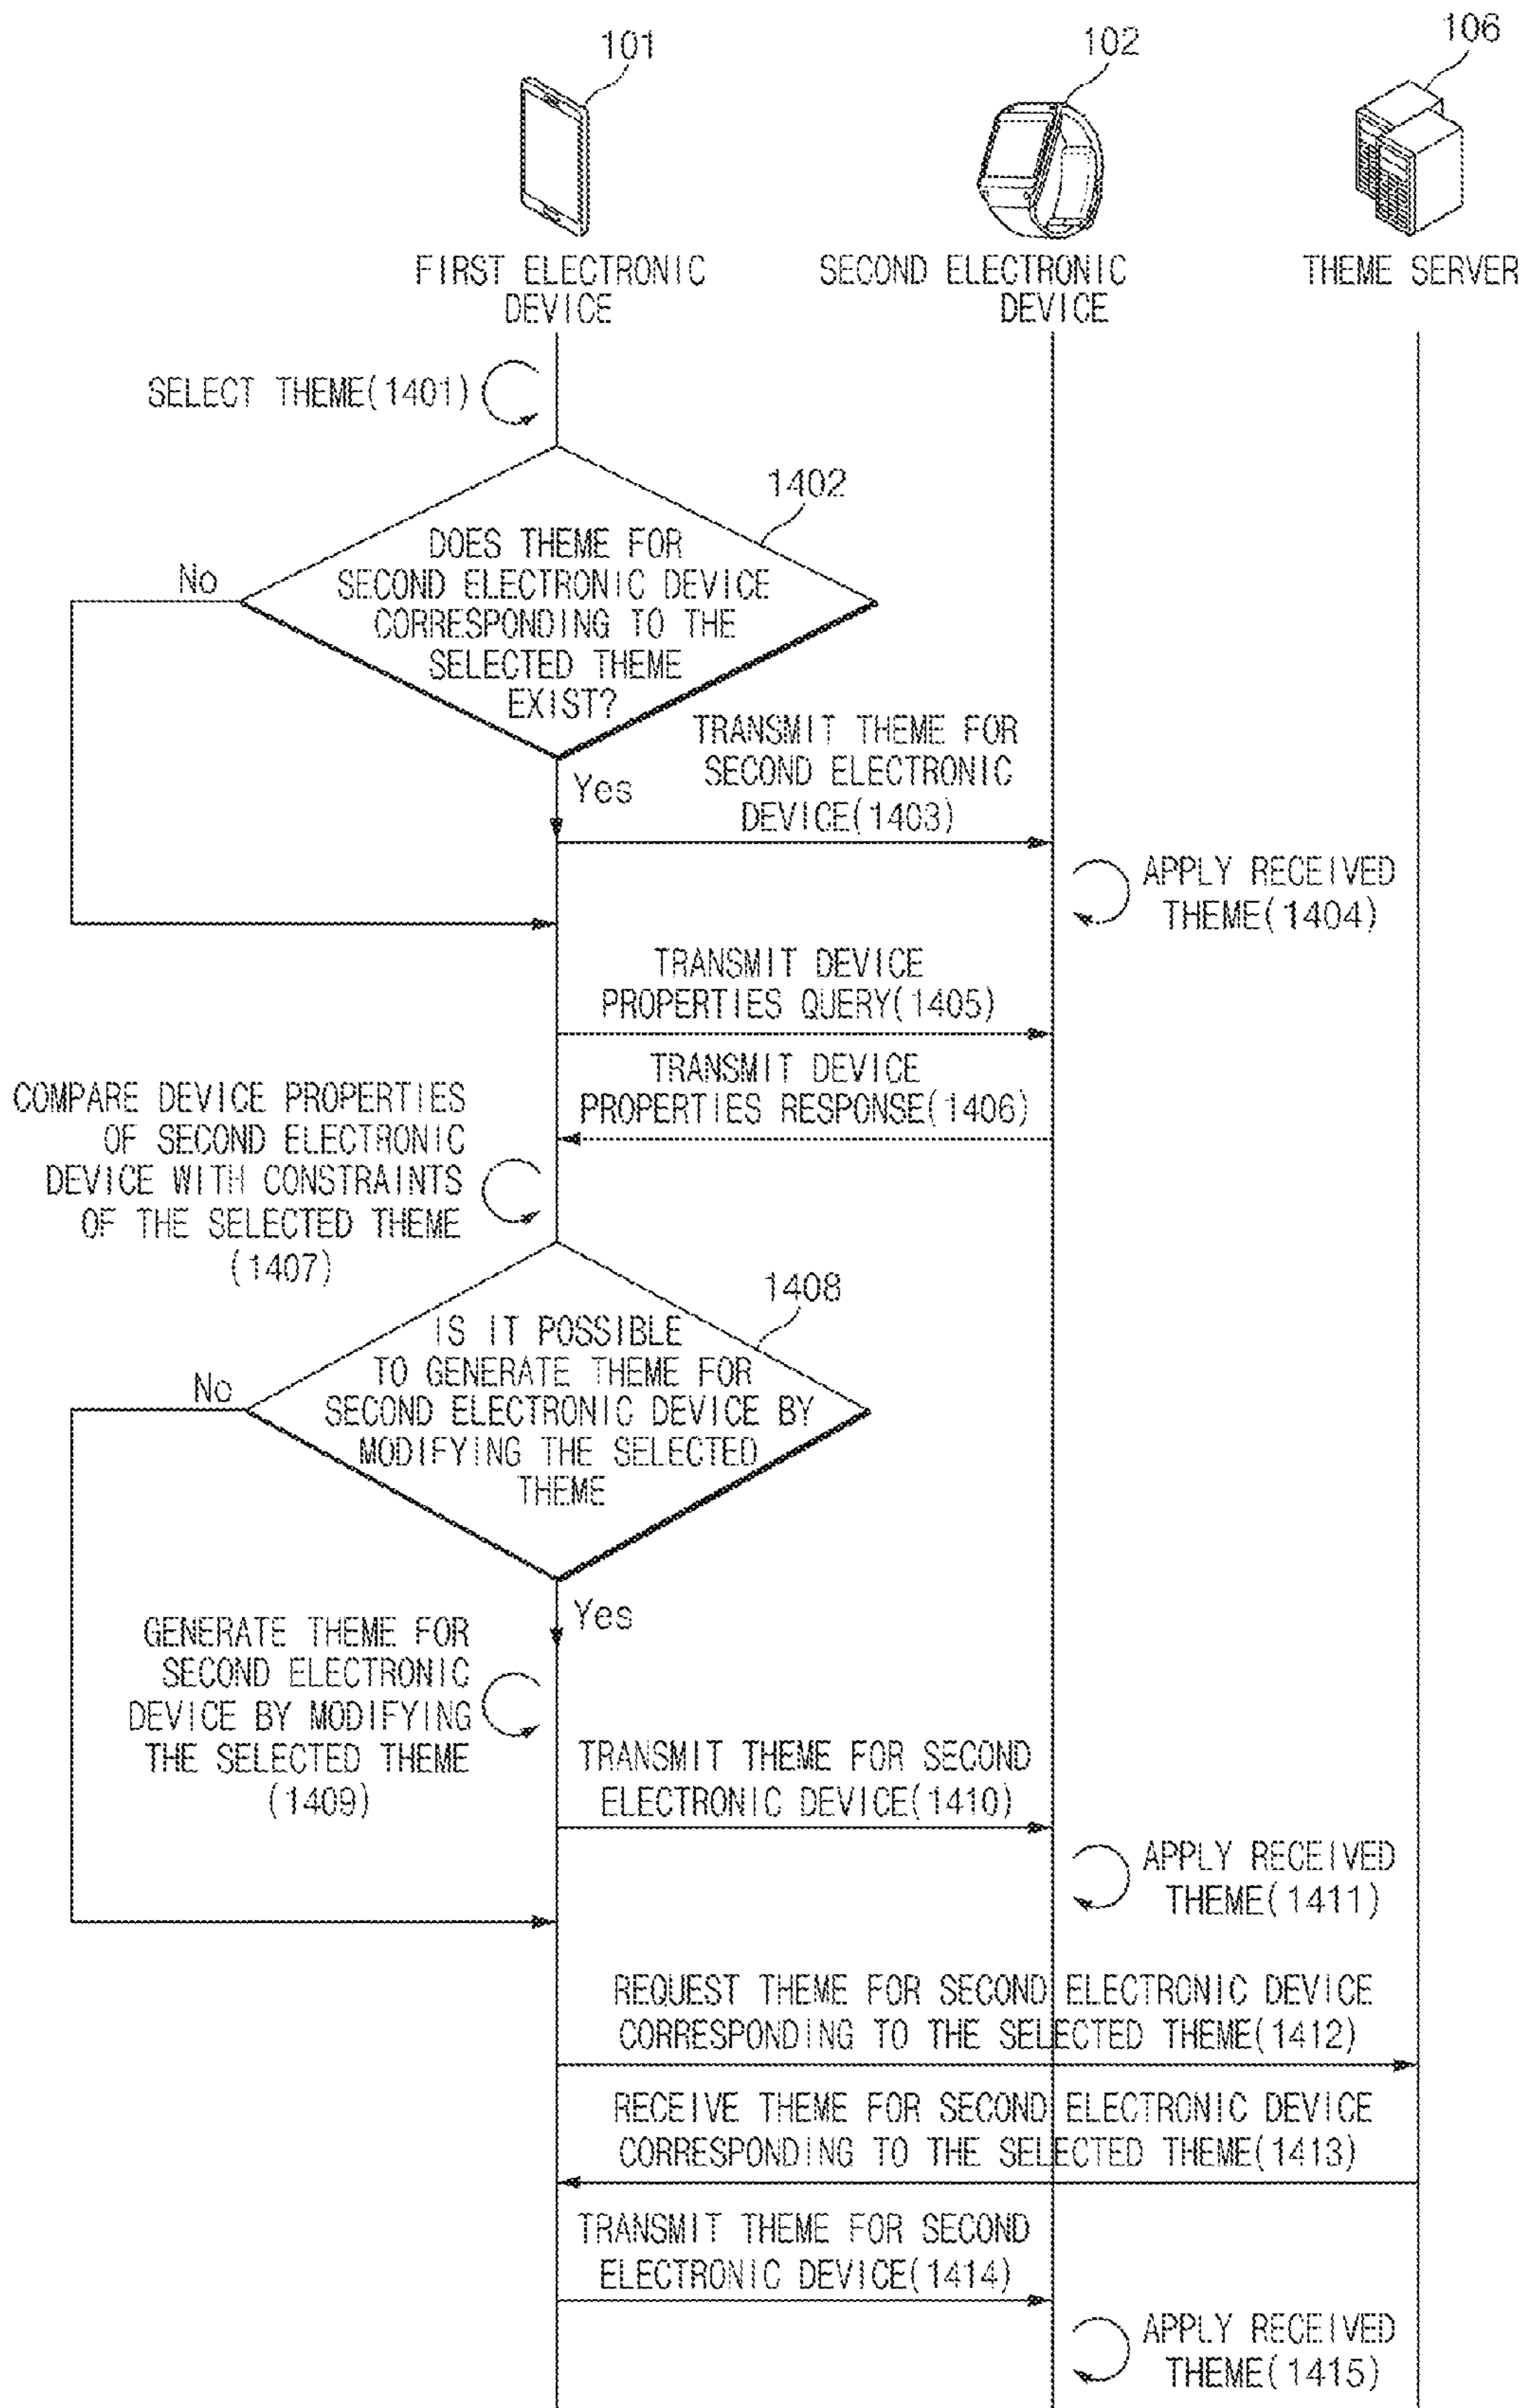 101
102
106
FIRST ELECTRONIC
DEVICE
SECOND ELECTRONIC
DEVICE
THEME SERVER
SELECT THEME(1401)
1402
DOES THEME FOR
SECOND ELECTRONIC DEVICE
CORRESPONDING TO THE
SELECTED THEME
EXIST?
No
Yes
TRANSMIT THEME FOR
SECOND ELECTRONIC
DEVICE(1403)
APPLY RECEIVED
THEME(1404)
TRANSMIT DEVICE
PROPERTIES QUERY(1405)
TRANSMIT DEVICE
PROPERTIES RESPONSE(1406)
COMPARE DEVICE PROPERTIES
OF SECOND ELECTRONIC
DEVICE WITH CONSTRAINTS
OF THE SELECTED THEME
(1407)
1408
IS IT POSSIBLE
TO GENERATE THEME FOR
SECOND ELECTRONIC DEVICE BY
MODIFYING THE SELECTED
THEME
No
Yes
GENERATE THEME FOR
SECOND ELECTRONIC
DEVICE BY MODIFYING
THE SELECTED THEME
(1409)
TRANSMIT THEME FOR SECOND
ELECTRONIC DEVICE(1410)
APPLY RECEIVED
THEME(1411)
REQUEST THEME FOR SECOND ELECTRONIC DEVICE
CORRESPONDING TO THE SELECTED THEME(1412)
RECEIVE THEME FOR SECOND ELECTRONIC DEVICE
CORRESPONDING TO THE SELECTED THEME(1413)
TRANSMIT THEME FOR SECOND
ELECTRONIC DEVICE(1414)
APPLY RECEIVED
THEME(1415)